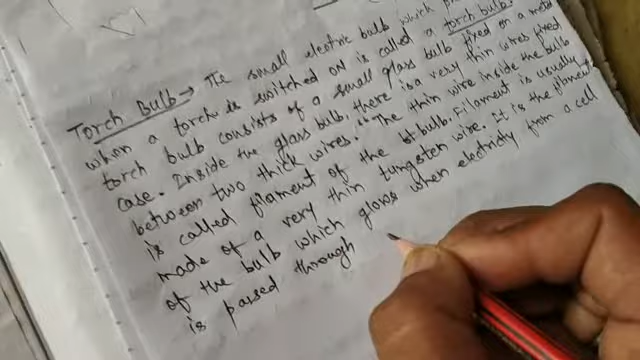 Torch Bulb → The small electric bulb which
when a torch is switched ON is called a torch bulb.
torch bulb consists of a small glass bulb fixed on a metal
case. Inside the glass bulb, there is a very thin wires fixed
between two thick wires. The thin wire inside the bulb
is called filament of the bulb. Filament is usually
made of a very thin tungsten wire. It is the filament
of the bulb which glows when electricity from a cell
is passed through